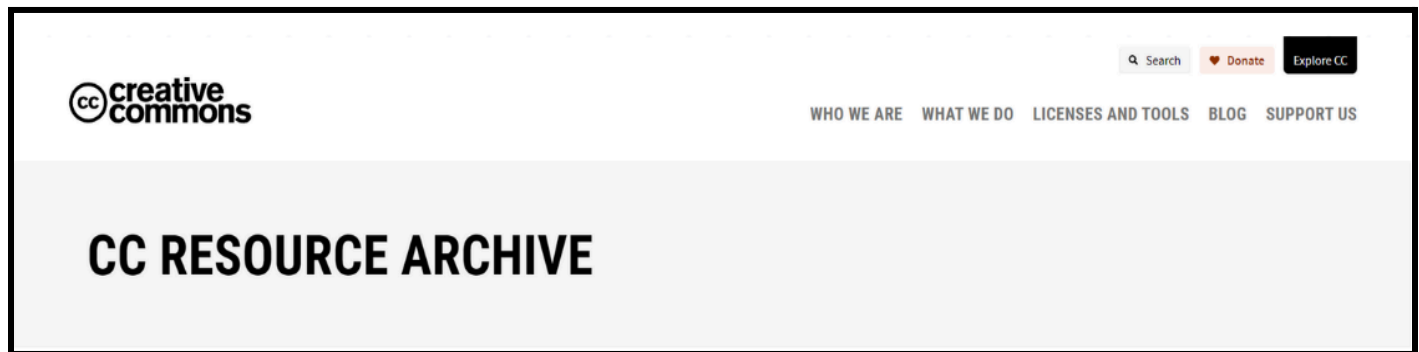 Search Donate Explore CC
cc creative
commons
WHO WE ARE WHAT WE DO LICENSES AND TOOLS BLOG SUPPORT US
CC RESOURCE ARCHIVE